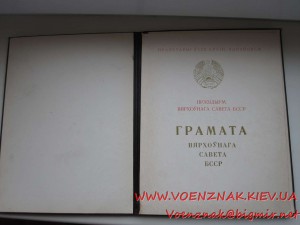 ПРЭЗІДЫУМ
ВЯРХОЎНАГА САВЕТА БССР
ГРАМАТА
ВЯРХОЎНАГА
САВЕТА
БССР
WWW.VOENZNAK.KIEV.UA
Voenznak@bigmir.net